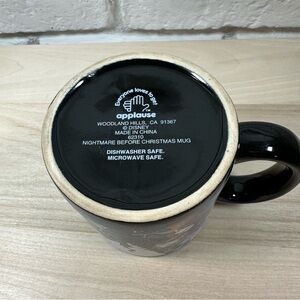 Everyone loves to get
applause
WOODLAND HILLS, CA 91367
© DISNEY
MADE IN CHINA
62310
NIGHTMARE BEFORE CHRISTMAS MUG
DISHWASHER SAFE.
MICROWAVE SAFE.